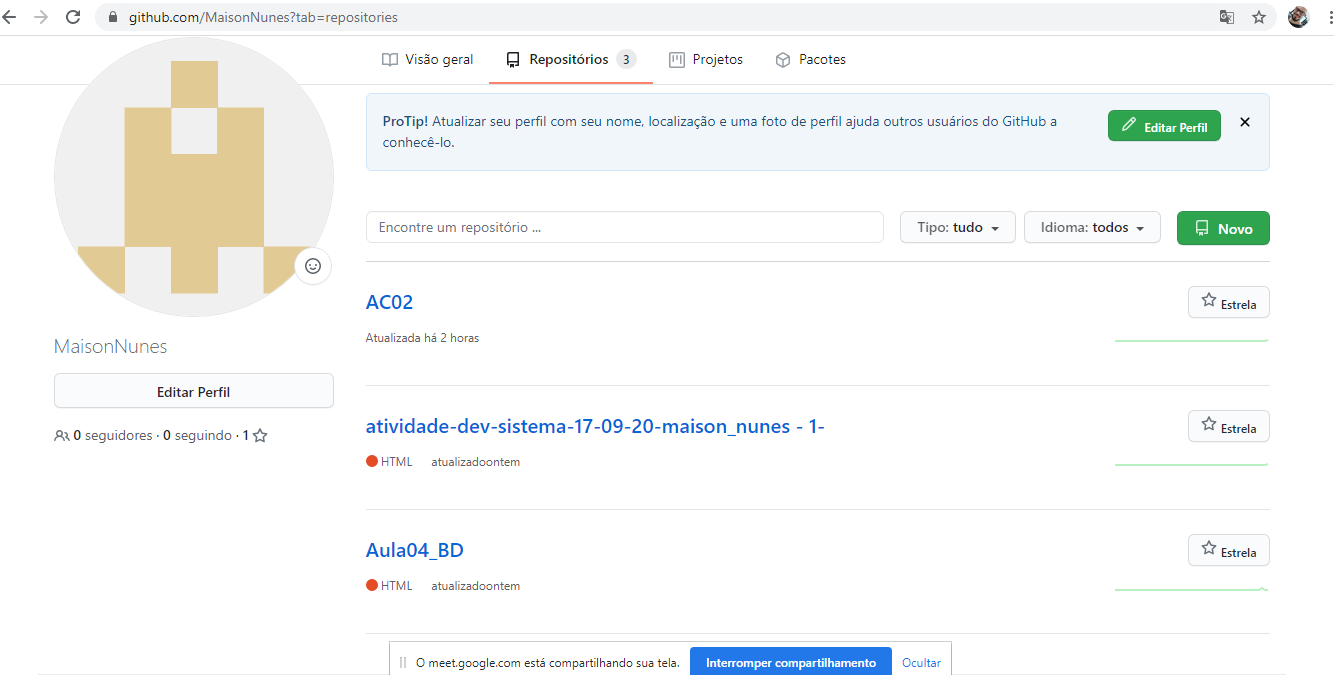 github.com/MaisonNunes?tab=repositories
Visão geral
Repositórios 3
Projetos
Pacotes
ProTip! Atualizar seu perfil com seu nome, localização e uma foto de perfil ajuda outros usuários do GitHub a
conhecê-lo.
Editar Perfil
Encontre um repositório ...
Tipo: tudo
Idioma: todos
Novo
MaisonNunes
Editar Perfil
0 seguidores · 0 seguindo · 1
AC02
Estrela
Atualizada há 2 horas
atividade-dev-sistema-17-09-20-maison_nunes - 1-
Estrela
HTML atualizadoontem
Aula04_BD
Estrela
HTML atualizadoontem
O meet.google.com está compartilhando sua tela.
Interromper compartilhamento
Ocultar